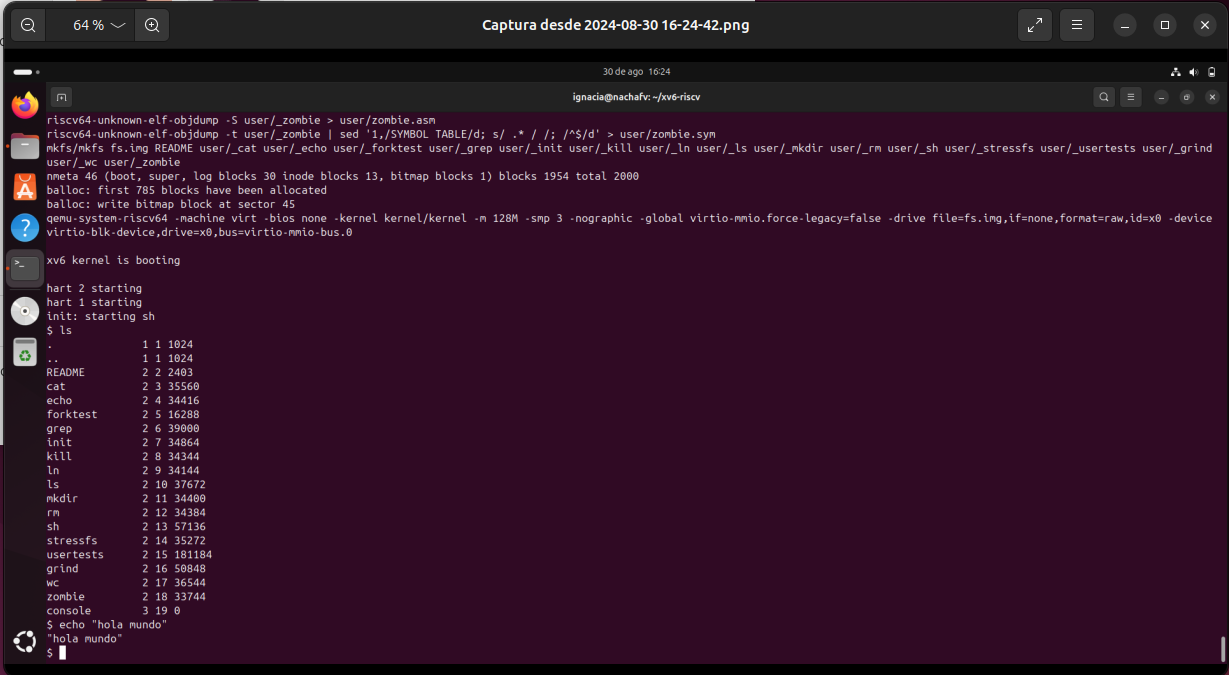 64 %
Captura desde 2024-08-30 16-24-42.png
30 de ago 16:24
ignacia@nachafv: ~/xv6-riscv
riscv64-unknown-elf-objdump -S user/_zombie > user/zombie.asm
riscv64-unknown-elf-objdump -t user/_zombie | sed '1,/SYMBOL TABLE/d; s/ .* / /; /^$/d' > user/zombie.sym
mkfs/mkfs fs.img README user/_cat user/_echo user/_forktest user/_grep user/_init user/_kill user/_ln user/_ls user/_mkdir user/_rm user/_sh user/_stressfs user/_usertests user/_grind
user/_wc user/_zombie
nmeta 46 (boot, super, log blocks 30 inode blocks 13, bitmap blocks 1) blocks 1954 total 2000
balloc: first 785 blocks have been allocated
balloc: write bitmap block at sector 45
qemu-system-riscv64 -machine virt -bios none -kernel kernel/kernel -m 128M -smp 3 -nographic -global virtio-mmio.force-legacy=false -drive file=fs.img,if=none,format=raw,id=x0 -device
virtio-blk-device,drive=x0,bus=virtio-mmio-bus.0
xv6 kernel is booting
hart 2 starting
hart 1 starting
init: starting sh
$ ls
. 1 1 1024
.. 1 1 1024
README 2 2 2403
cat 2 3 35560
echo 2 4 34416
forktest 2 5 16288
grep 2 6 39000
init 2 7 34864
kill 2 8 34344
ln 2 9 34144
ls 2 10 37672
mkdir 2 11 34400
rm 2 12 34384
sh 2 13 57136
stressfs 2 14 35272
usertests 2 15 181184
grind 2 16 50848
wc 2 17 36544
zombie 2 18 33744
console 3 19 0
$ echo "hola mundo"
"hola mundo"
$